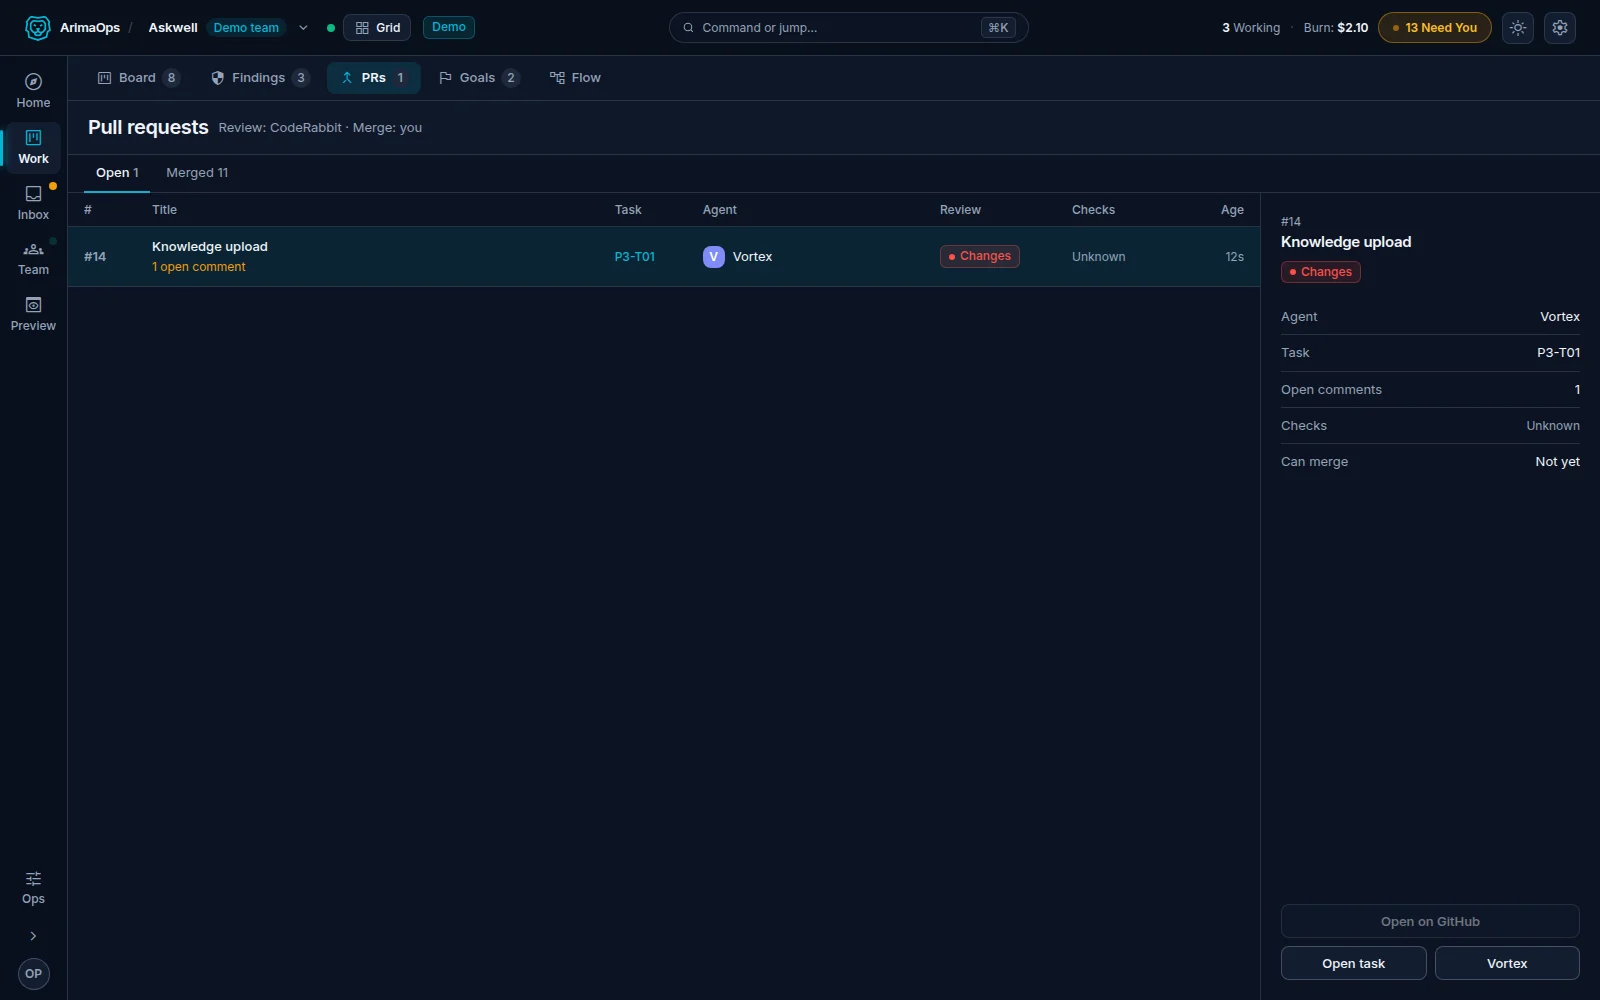 ArimaOps / Askwell Demo team Grid Demo Command or jump... ⌘K 3 Working · Burn: $2.10 13 Need You
Home
Work
Inbox
Team
Preview
Ops
OP
Board 8 Findings 3 PRs 1 Goals 2 Flow
Pull requests Review: CodeRabbit · Merge: you
Open 1 Merged 11
# Title Task Agent Review Checks Age
#14 Knowledge upload P3-T01 V Vortex Changes Unknown 12s
1 open comment
#14
Knowledge upload
Changes
Agent Vortex
Task P3-T01
Open comments 1
Checks Unknown
Can merge Not yet
Open on GitHub
Open task Vortex